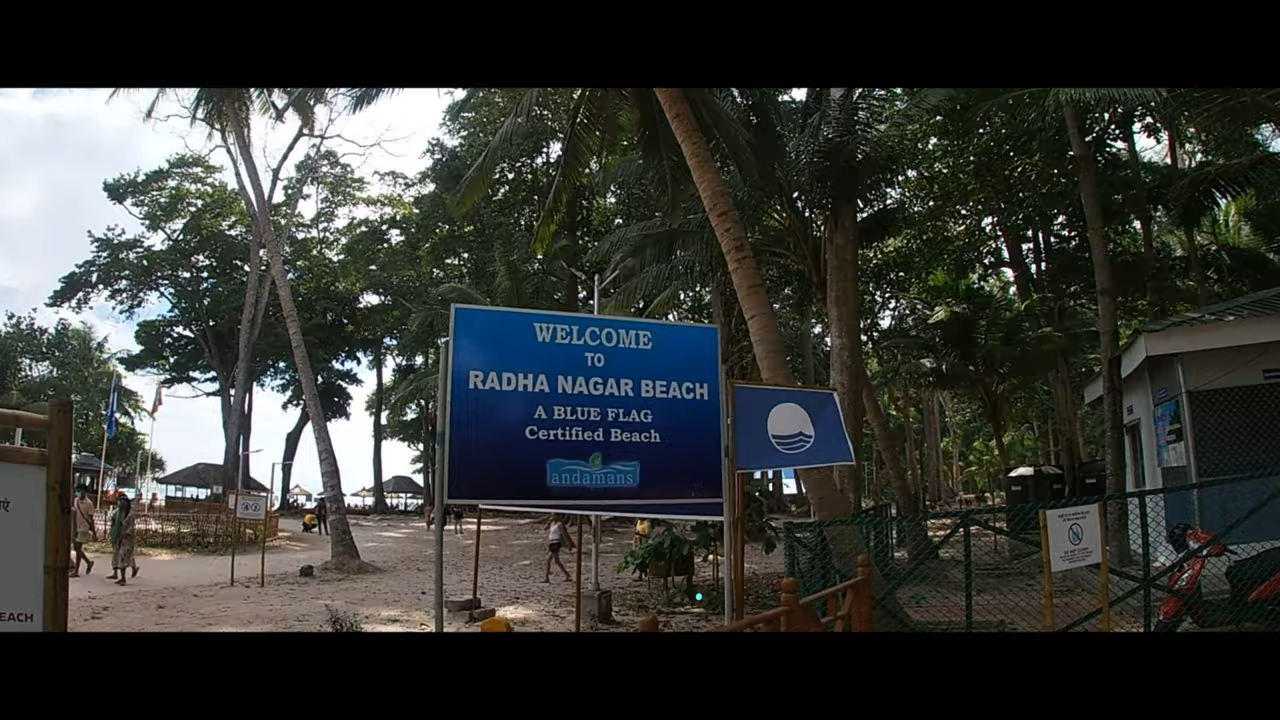 WELCOME
TO
RADHA NAGAR BEACH
A BLUE FLAG
Certified Beach
andamans
EACH